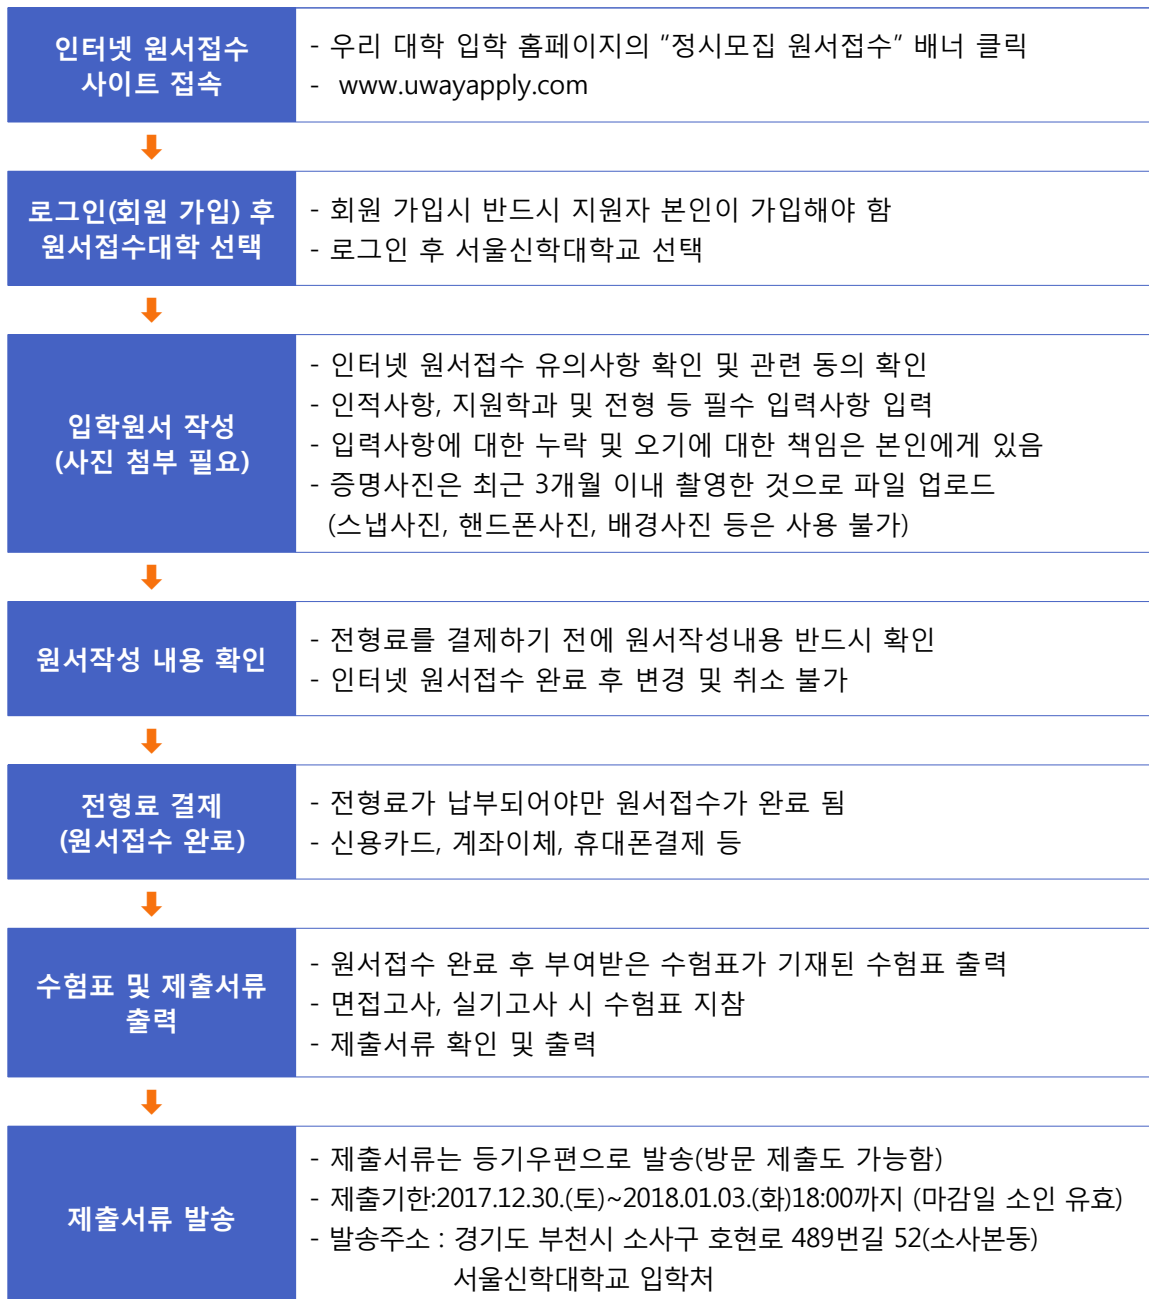 인터넷 원서접수
사이트 접속
- 우리 대학 입학 홈페이지의 "정시모집 원서접수" 배너 클릭
- www.uwayapply.com
로그인(회원 가입) 후
원서접수대학 선택
- 회원 가입시 반드시 지원자 본인이 가입해야 함
- 로그인 후 서울신학대학교 선택
입학원서 작성
(사진 첨부 필요)
- 인터넷 원서접수 유의사항 확인 및 관련 동의 확인
- 인적사항, 지원학과 및 전형 등 필수 입력사항 입력
- 입력사항에 대한 누락 및 오기에 대한 책임은 본인에게 있음
- 증명사진은 최근 3개월 이내 촬영한 것으로 파일 업로드
(스냅사진, 핸드폰사진, 배경사진 등은 사용 불가)
원서작성 내용 확인
- 전형료를 결제하기 전에 원서작성내용 반드시 확인
- 인터넷 원서접수 완료 후 변경 및 취소 불가
전형료 결제
(원서접수 완료)
- 전형료가 납부되어야만 원서접수가 완료 됨
- 신용카드, 계좌이체, 휴대폰결제 등
수험표 및 제출서류
출력
- 원서접수 완료 후 부여받은 수험표가 기재된 수험표 출력
- 면접고사, 실기고사 시 수험표 지참
- 제출서류 확인 및 출력
제출서류 발송
- 제출서류는 등기우편으로 발송(방문 제출도 가능함)
- 제출기한:2017.12.30.(토)~2018.01.03.(화)18:00까지 (마감일 소인 유효)
- 발송주소 : 경기도 부천시 소사구 호현로 489번길 52(소사본동)
서울신학대학교 입학처